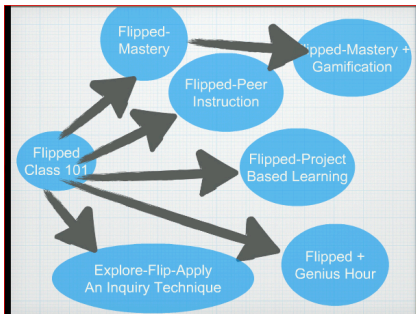 Flipped-
Mastery
ipped-Mastery +
Gamification
Flipped-Peer
Instruction
Flipped
Class 101
Flipped-Project
Based Learning
Flipped +
Genius Hour
Explore-Flip-Apply
An Inquiry Technique